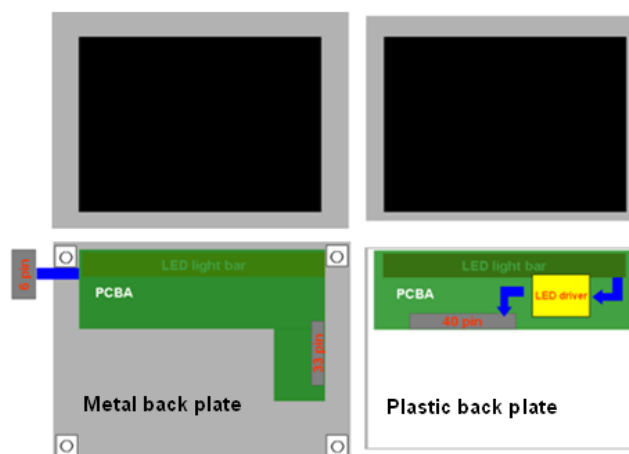 LED light bar
6 pin
PCBA
33 pin
Metal back plate
LED light bar
PCBA
LED driver
40 pin
Plastic back plate